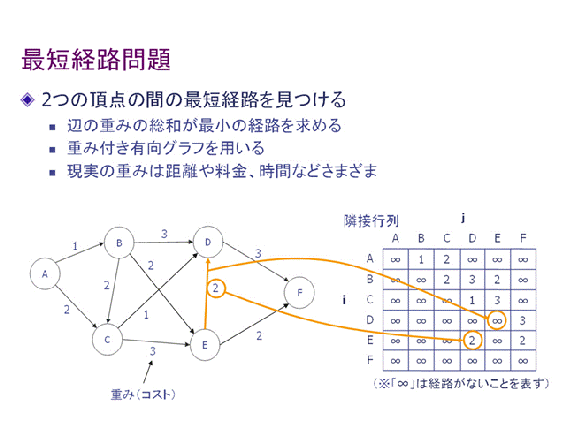 最短経路問題
2つの頂点の間の最短経路を見つける
辺の重みの総和が最小の経路を求める
重み付き有向グラフを用いる
現実の重みは距離や料金、時間などさまざま
隣接行列 j
A B C D E F
A ∞ 1 2 ∞ ∞ ∞
B ∞ ∞ 2 3 2 ∞
i C ∞ ∞ ∞ 1 3 ∞
D ∞ ∞ ∞ ∞ ∞ 3
E ∞ ∞ ∞ 2 ∞ 2
F ∞ ∞ ∞ ∞ ∞ ∞
(※「∞」は経路がないことを表す)
1
B
3
D
3
A
2
2
2
F
2
1
C
3
E
2
重み(コスト)